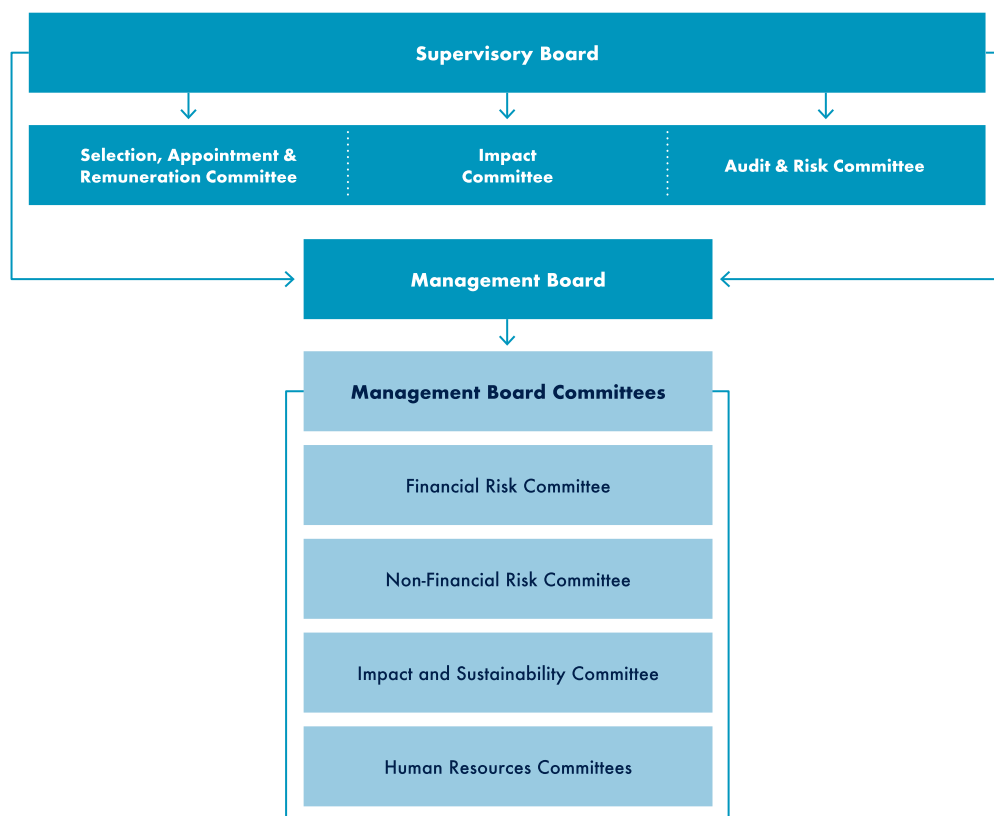 Supervisory Board
Selection, Appointment &
Remuneration Committee
Impact
Committee
Audit & Risk Committee
Management Board
Management Board Committees
Financial Risk Committee
Non-Financial Risk Committee
Impact and Sustainability Committee
Human Resources Committees